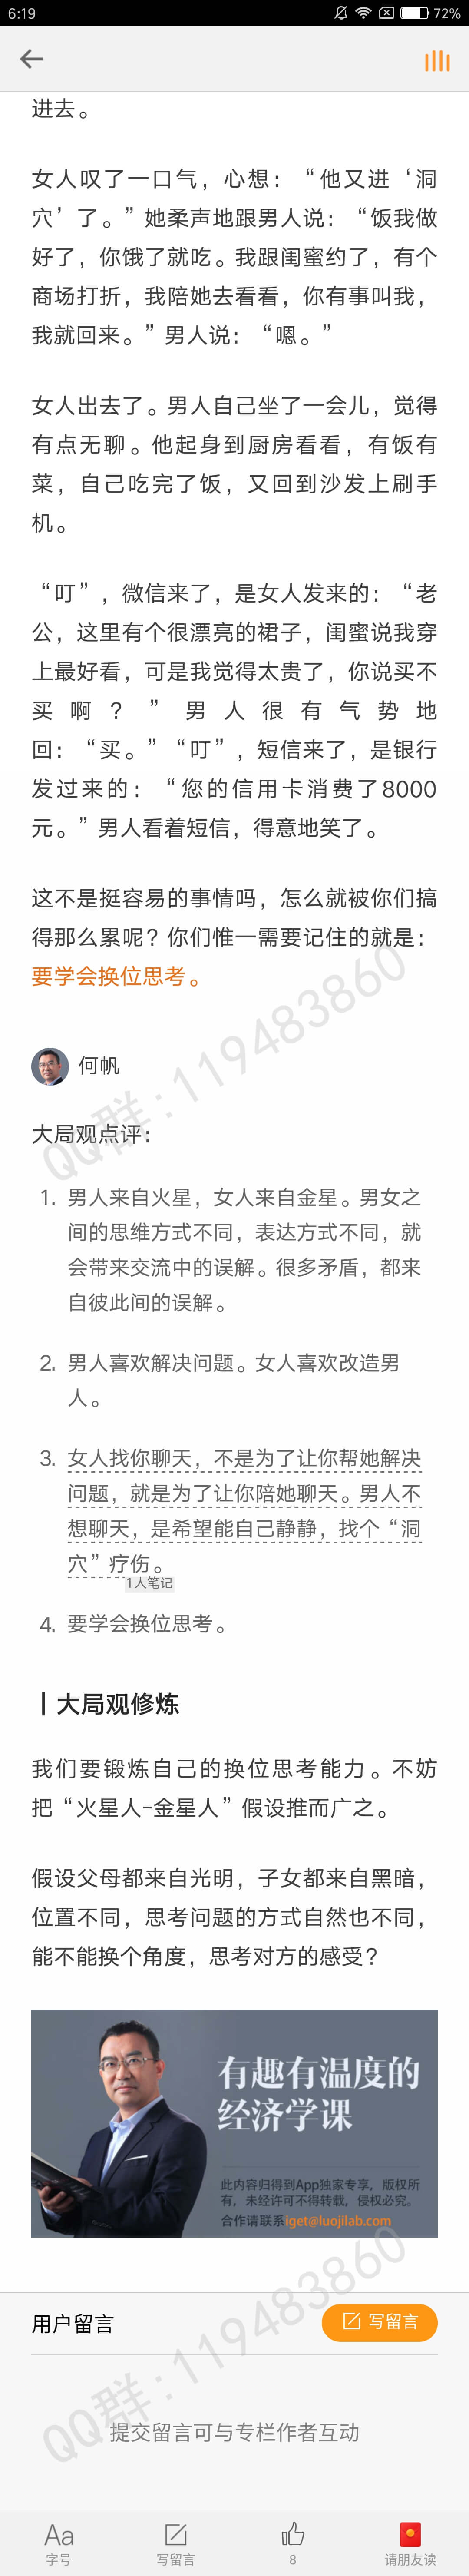 6:19
72%
进去。
女人叹了一口气，心想：“他又进‘洞
穴’了。”她柔声地跟男人说：“饭我做
好了，你饿了就吃。我跟闺蜜约了，有个
商场打折，我陪她去看看，你有事叫我，
我就回来。”男人说：“嗯。”
女人出去了。男人自己坐了一会儿，觉得
有点无聊。他起身到厨房看看，有饭有
菜，自己吃完了饭，又回到沙发上刷手
机。
“叮”，微信来了，是女人发来的：“老
公，这里有个很漂亮的裙子，闺蜜说我穿
上最好看，可是我觉得太贵了，你说买不
买啊？”男人很有气势地
回：“买。”“叮”，短信来了，是银行
发过来的：“您的信用卡消费了8000
元。”男人看着短信，得意地笑了。
这不是挺容易的事情吗，怎么就被你们搞
得那么累呢？你们惟一需要记住的就是：
要学会换位思考。
QQ群:119483860
何帆
大局观点评：
1. 男人来自火星，女人来自金星。男女之
间的思维方式不同，表达方式不同，就
会带来交流中的误解。很多矛盾，都来
自彼此间的误解。
2. 男人喜欢解决问题。女人喜欢改造男
人。
3. 女人找你聊天，不是为了让你帮她解决
问题，就是为了让你陪她聊天。男人不
想聊天，是希望能自己静静，找个“洞
穴”疗伤。
1人笔记
4. 要学会换位思考。
丨大局观修炼
我们要锻炼自己的换位思考能力。不妨
把“火星人-金星人”假设推而广之。
假设父母都来自光明，子女都来自黑暗，
位置不同，思考问题的方式自然也不同，
能不能换个角度，思考对方的感受？
有趣有温度的
经济学课
此内容归得到App独家专享，版权所
有，未经许可不得转载，侵权必究。
合作请联系iget@luojilab.com
用户留言
写留言
QQ群:119483860
提交留言可与专栏作者互动
Aa
字号
写留言
8
请朋友读